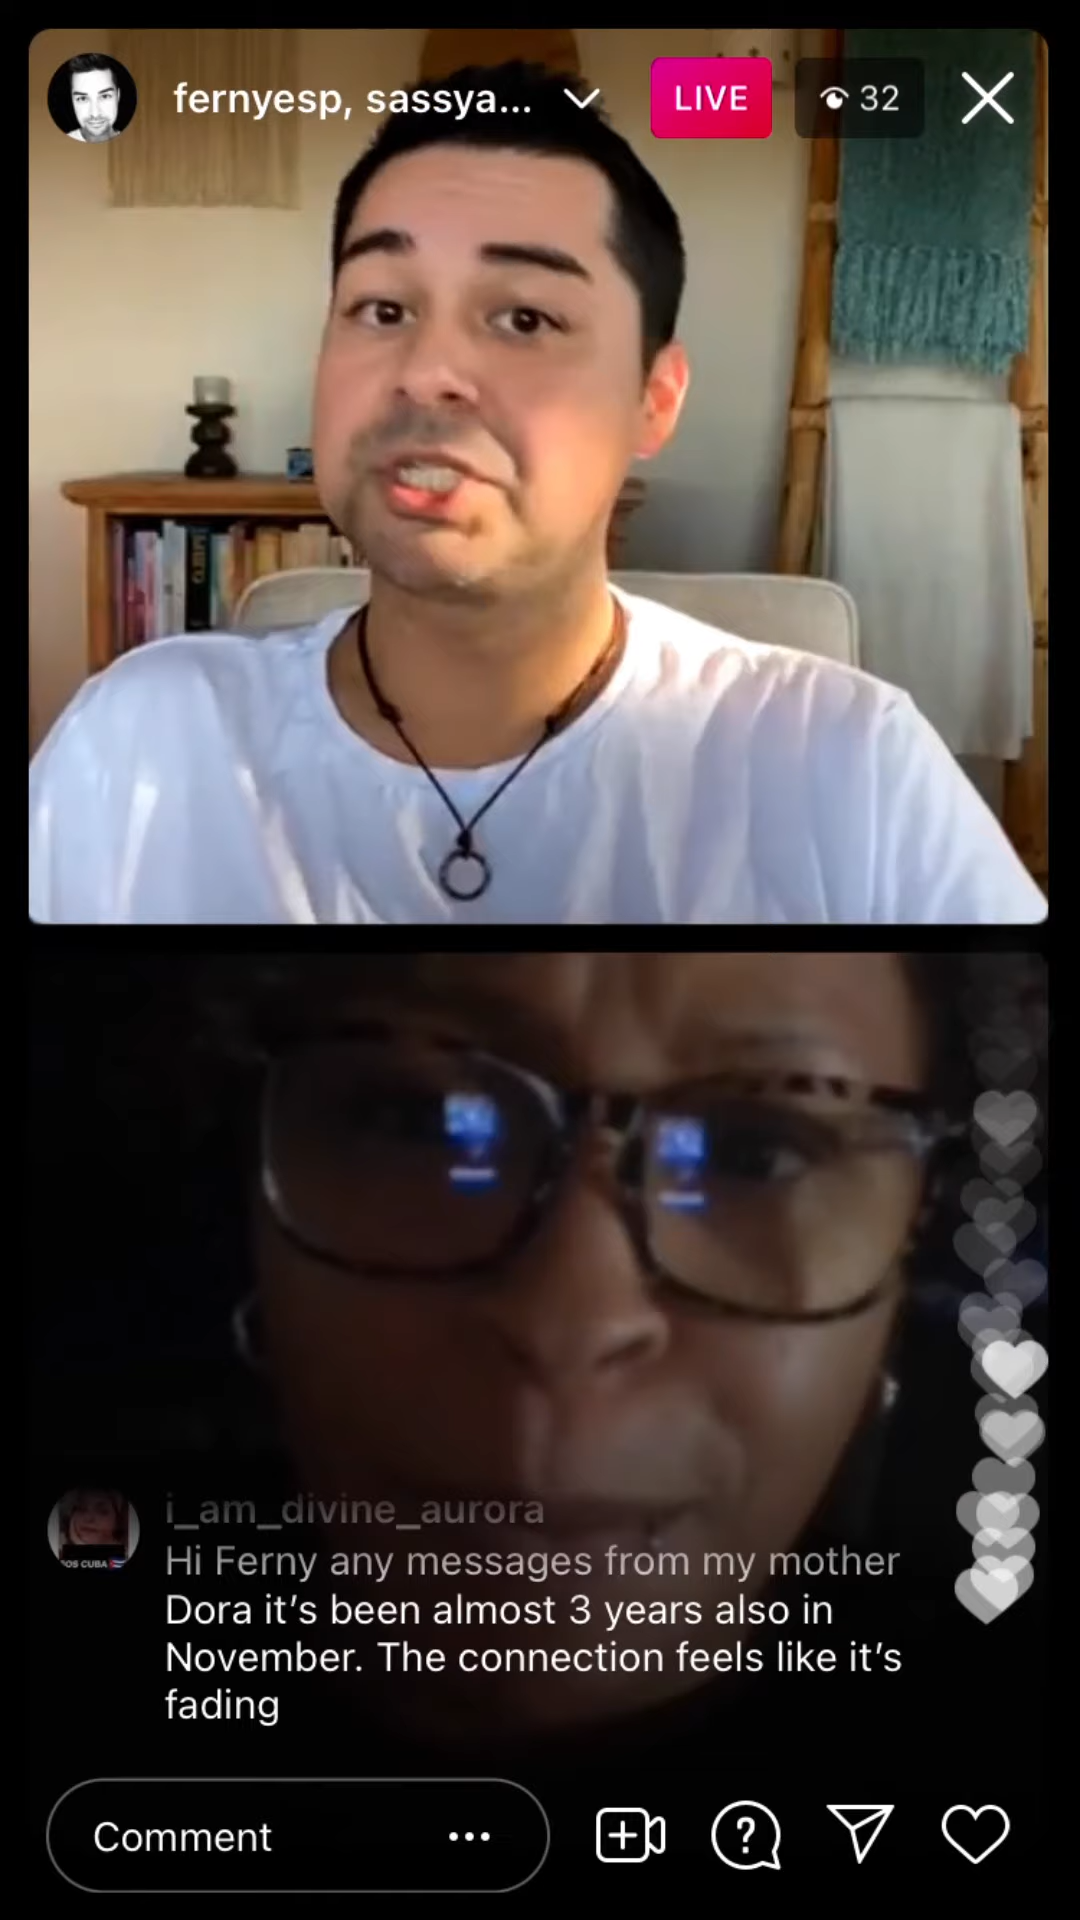 fernyesp, sassya...
LIVE
32
i_am_divine_aurora
Hi Ferny any messages from my mother
Dora it’s been almost 3 years also in
November. The connection feels like it’s
fading
Comment